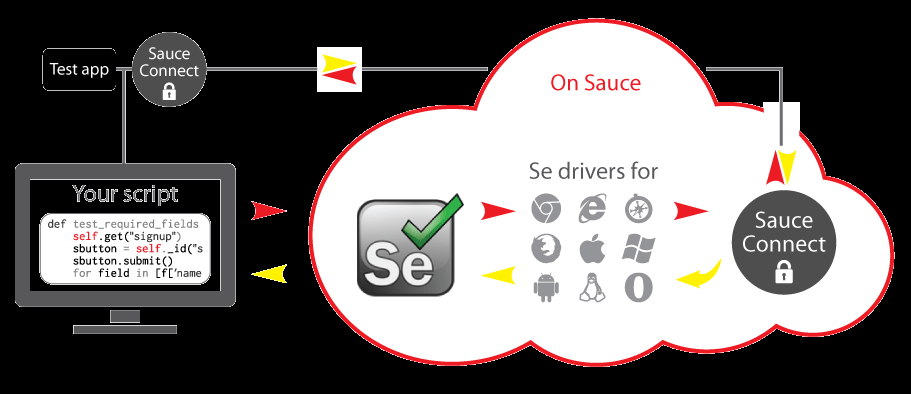 Test app
Sauce
Connect
On Sauce
Your script
def test_required_fields
self.get("signup")
sbutton = self._id("s
sbutton.submit()
for field in [f['name
Se
Se drivers for
Sauce
Connect